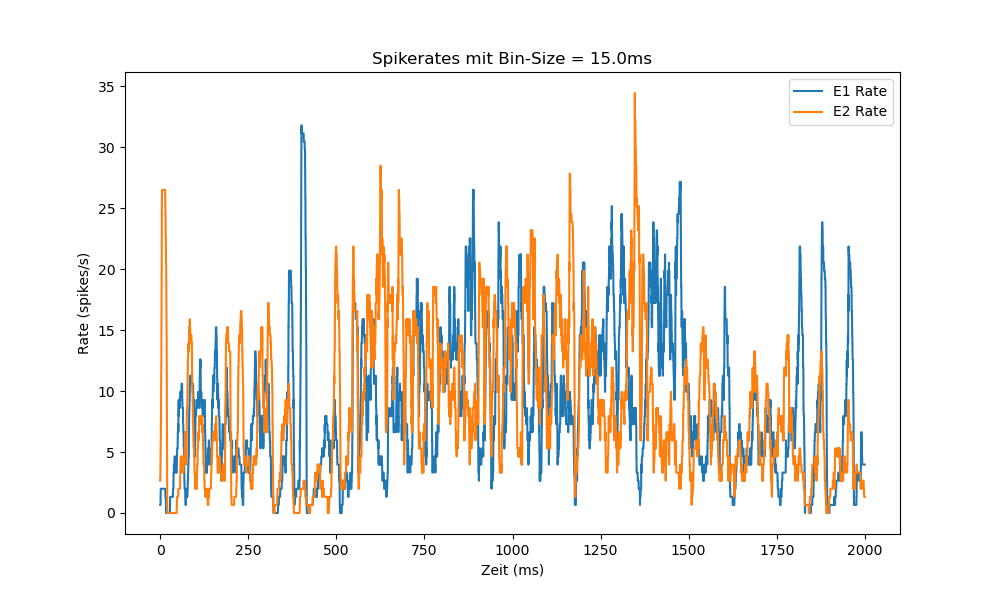 Spikerates mit Bin-Size = 15.0ms
E1 Rate
E2 Rate
Rate (spikes/s)
35
30
25
20
15
10
5
0
0 250 500 750 1000 1250 1500 1750 2000
Zeit (ms)